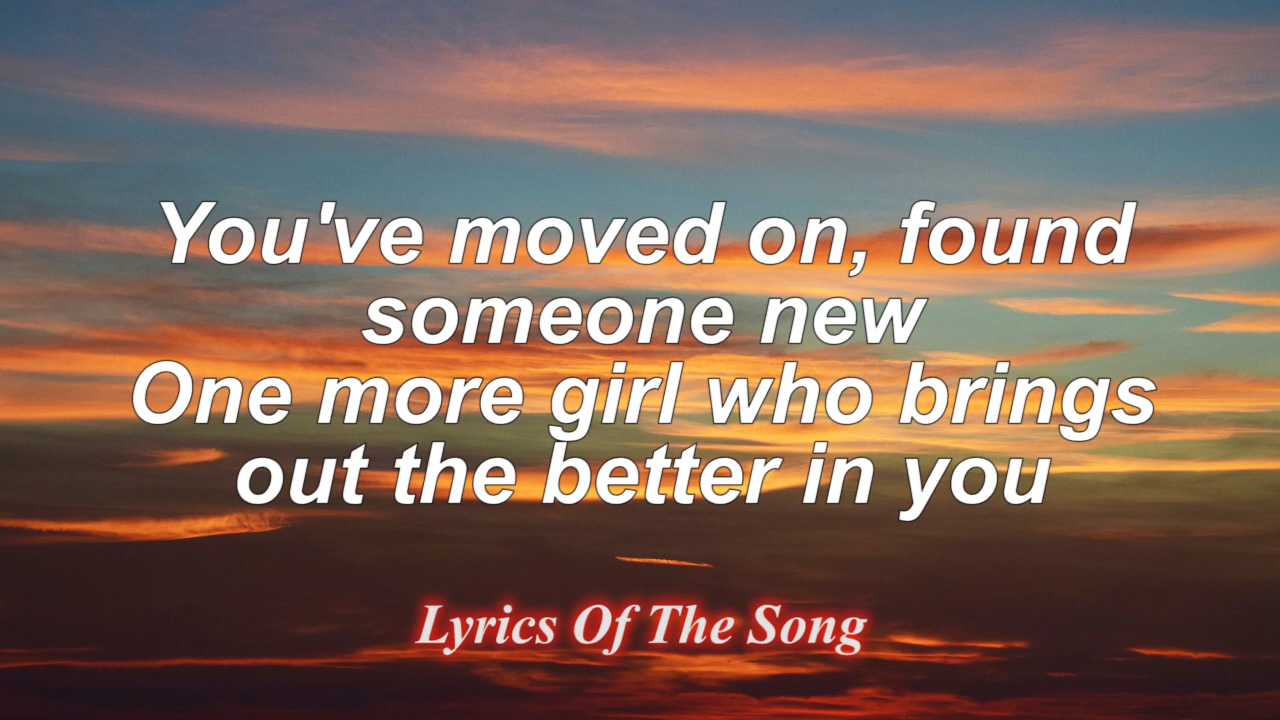 You've moved on, found
someone new
One more girl who brings
out the better in you
Lyrics Of The Song